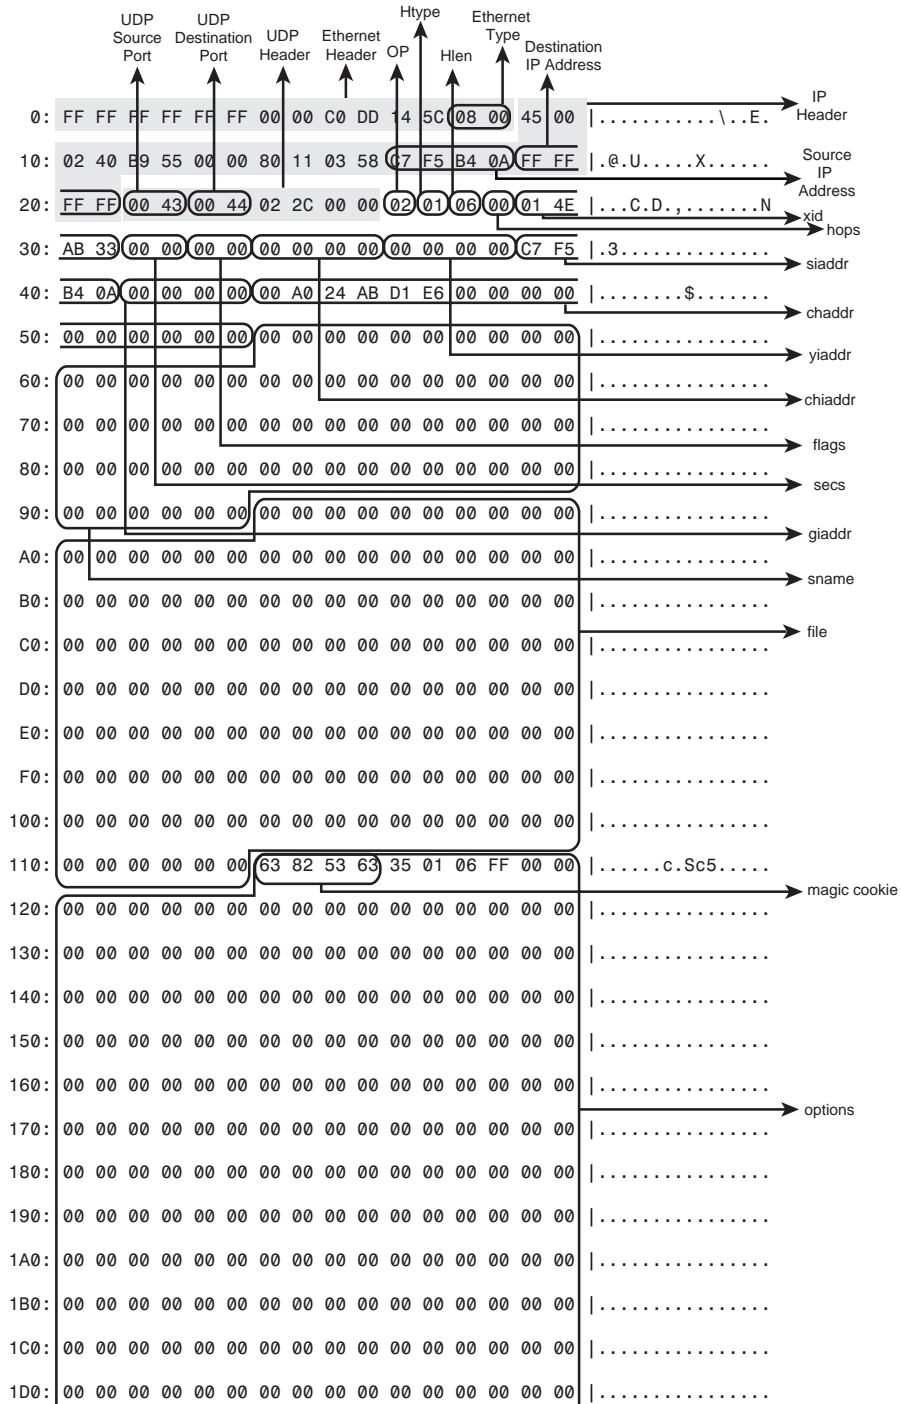 UDP Source Port
UDP Destination Port
UDP Header
Ethernet Header
OP
Htype
Hlen
Ethernet Type
Destination IP Address
0: FF FF FF FF FF FF 00 00 C0 DD 14 5C 08 00 45 00 |...........\..E.
IP Header
10: 02 40 B9 55 00 00 80 11 03 58 C7 F5 B4 0A FF FF |.@.U.....X......
Source IP Address
20: FF FF 00 43 00 44 02 2C 00 00 02 01 06 00 01 4E |...C.D.,.......N
xid
hops
30: AB 33 00 00 00 00 00 00 00 00 00 00 00 00 C7 F5 |.3..............
siaddr
40: B4 0A 00 00 00 00 00 A0 24 AB D1 E6 00 00 00 00 |........$.......
chaddr
50: 00 00 00 00 00 00 00 00 00 00 00 00 00 00 00 00 |................
yiaddr
60: 00 00 00 00 00 00 00 00 00 00 00 00 00 00 00 00 |................
chiaddr
70: 00 00 00 00 00 00 00 00 00 00 00 00 00 00 00 00 |................
flags
80: 00 00 00 00 00 00 00 00 00 00 00 00 00 00 00 00 |................
secs
90: 00 00 00 00 00 00 00 00 00 00 00 00 00 00 00 00 |................
giaddr
A0: 00 00 00 00 00 00 00 00 00 00 00 00 00 00 00 00 |................
sname
B0: 00 00 00 00 00 00 00 00 00 00 00 00 00 00 00 00 |................
file
C0: 00 00 00 00 00 00 00 00 00 00 00 00 00 00 00 00 |................
D0: 00 00 00 00 00 00 00 00 00 00 00 00 00 00 00 00 |................
E0: 00 00 00 00 00 00 00 00 00 00 00 00 00 00 00 00 |................
F0: 00 00 00 00 00 00 00 00 00 00 00 00 00 00 00 00 |................
100: 00 00 00 00 00 00 00 00 00 00 00 00 00 00 00 00 |................
110: 00 00 00 00 00 00 63 82 53 63 35 01 06 FF 00 00 |......c.Sc5.....
magic cookie
120: 00 00 00 00 00 00 00 00 00 00 00 00 00 00 00 00 |................
130: 00 00 00 00 00 00 00 00 00 00 00 00 00 00 00 00 |................
140: 00 00 00 00 00 00 00 00 00 00 00 00 00 00 00 00 |................
150: 00 00 00 00 00 00 00 00 00 00 00 00 00 00 00 00 |................
160: 00 00 00 00 00 00 00 00 00 00 00 00 00 00 00 00 |................
options
170: 00 00 00 00 00 00 00 00 00 00 00 00 00 00 00 00 |................
180: 00 00 00 00 00 00 00 00 00 00 00 00 00 00 00 00 |................
190: 00 00 00 00 00 00 00 00 00 00 00 00 00 00 00 00 |................
1A0: 00 00 00 00 00 00 00 00 00 00 00 00 00 00 00 00 |................
1B0: 00 00 00 00 00 00 00 00 00 00 00 00 00 00 00 00 |................
1C0: 00 00 00 00 00 00 00 00 00 00 00 00 00 00 00 00 |................
1D0: 00 00 00 00 00 00 00 00 00 00 00 00 00 00 00 00 |................